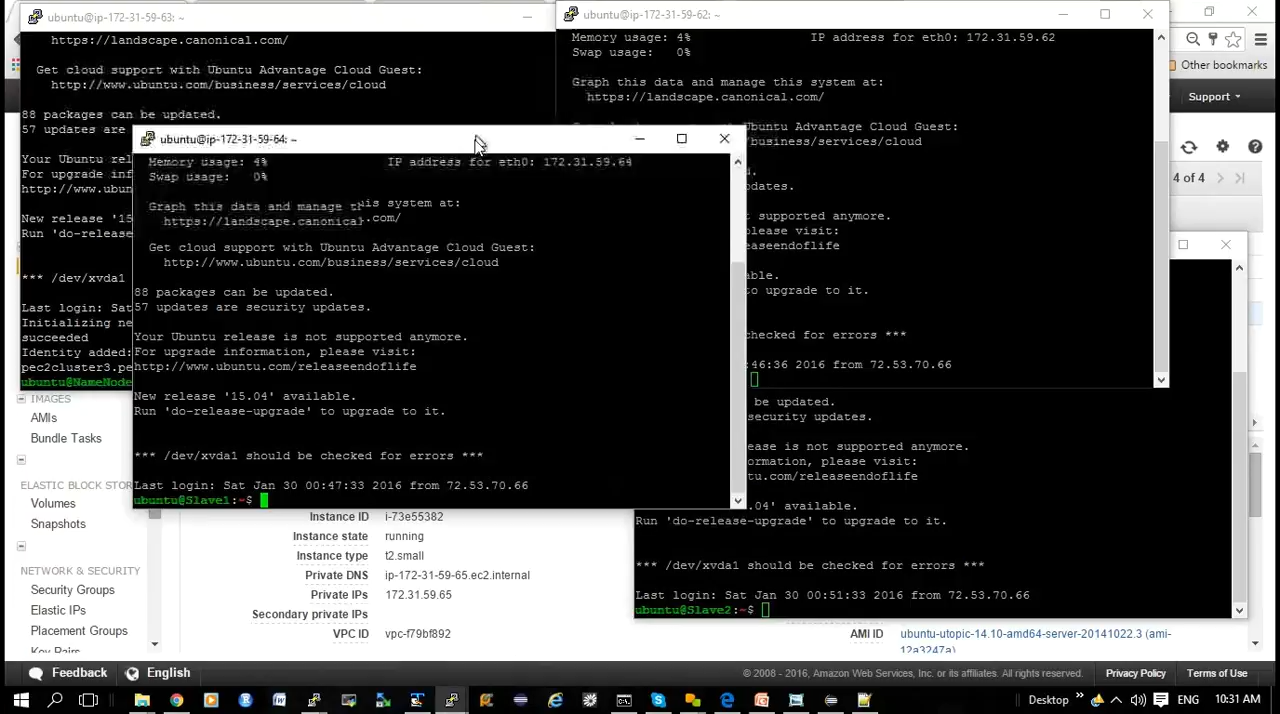 ubuntu@ip-172-31-59-63: ~
https://landscape.canonical.com/
Get cloud support with Ubuntu Advantage Cloud Guest:
http://www.ubuntu.com/business/services/cloud
88 packages can be updated.
57 updates are
Your Ubuntu rel
For upgrade inf
http://www.ubun
New release '15
Run 'do-release
*** /dev/xvda1
Last login: Sat
Initializing ne
succeeded
Identity added:
pec2cluster3.pe
ubuntu@NameNode
ubuntu@ip-172-31-59-62: ~
Memory usage: 4% IP address for eth0: 172.31.59.62
Swap usage: 0%
Graph this data and manage this system at:
https://landscape.canonical.com/
Ubuntu Advantage Cloud Guest:
business/services/cloud
d.
dates.
t supported anymore.
lease visit:
easeendoflife
able.
to upgrade to it.
checked for errors ***
:46:36 2016 from 72.53.70.66
ubuntu@ip-172-31-59-64: ~
Memory usage: 4% IP address for eth0: 172.31.59.64
Swap usage: 0%
Graph this data and manage this system at:
https://landscape.canonical.com/
Get cloud support with Ubuntu Advantage Cloud Guest:
http://www.ubuntu.com/business/services/cloud
88 packages can be updated.
57 updates are security updates.
Your Ubuntu release is not supported anymore.
For upgrade information, please visit:
http://www.ubuntu.com/releaseendoflife
New release '15.04' available.
Run 'do-release-upgrade' to upgrade to it.
*** /dev/xvda1 should be checked for errors ***
Last login: Sat Jan 30 00:47:33 2016 from 72.53.70.66
ubuntu@Slave1:~$
be updated.
security updates.
ease is not supported anymore.
ormation, please visit:
tu.com/releaseendoflife
.04' available.
Run 'do-release-upgrade' to upgrade to it.
*** /dev/xvda1 should be checked for errors ***
Last login: Sat Jan 30 00:51:33 2016 from 72.53.70.66
ubuntu@Slave2:~$
Other bookmarks
Support
4 of 4
IMAGES
AMIs
Bundle Tasks
ELASTIC BLOCK STOR
Volumes
Snapshots
NETWORK & SECURITY
Security Groups
Elastic IPs
Placement Groups
Key Pairs
Instance ID i-73e55382
Instance state running
Instance type t2.small
Private DNS ip-172-31-59-65.ec2.internal
Private IPs 172.31.59.65
Secondary private IPs
VPC ID vpc-f79bf892
AMI ID ubuntu-utopic-14.10-amd64-server-20141022.3 (ami-
12a3247a)
Feedback English
© 2008 - 2016, Amazon Web Services, Inc. or its affiliates. All rights reserved. Privacy Policy Terms of Use
Desktop ENG 10:31 AM